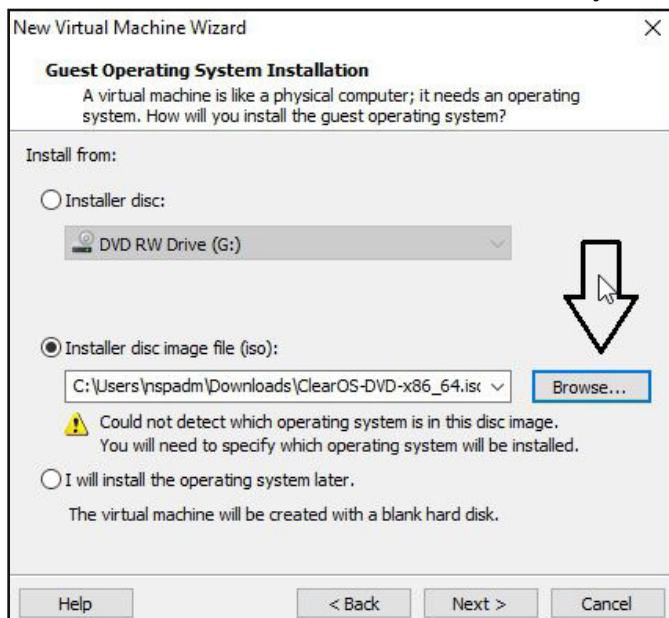 New Virtual Machine Wizard
Guest Operating System Installation
A virtual machine is like a physical computer; it needs an operating
system. How will you install the guest operating system?
Install from:
Installer disc:
DVD RW Drive (G:)
Installer disc image file (iso):
C:\Users\nspadm\Downloads\ClearOS-DVD-x86_64.isc Browse...
Could not detect which operating system is in this disc image.
You will need to specify which operating system will be installed.
I will install the operating system later.
The virtual machine will be created with a blank hard disk.
Help < Back Next > Cancel